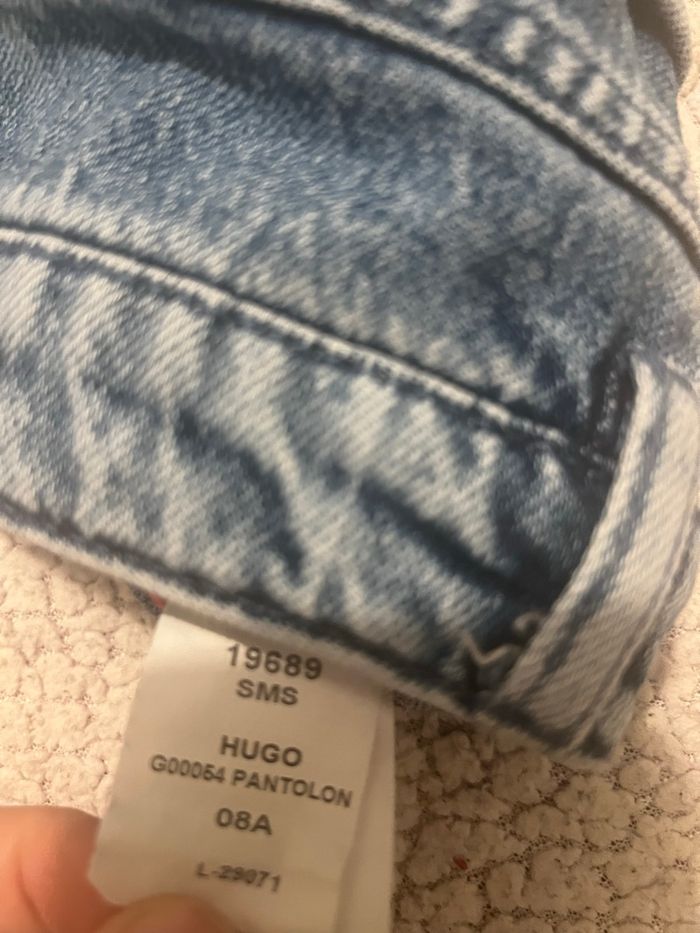 19689
SMS
HUGO
G00054 PANTOLON
08A
L-29071